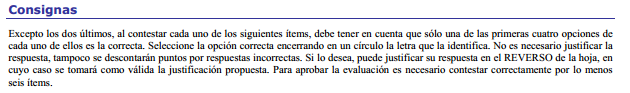 Consignas
Excepto los dos últimos, al contestar cada uno de los siguientes ítems, debe tener en cuenta que sólo una de las primeras cuatro opciones de
cada uno de ellos es la correcta. Seleccione la opción correcta encerrando en un círculo la letra que la identifica. No es necesario justificar la
respuesta, tampoco se descontarán puntos por respuestas incorrectas. Si lo desea, puede justificar su respuesta en el REVERSO de la hoja, en
cuyo caso se tomará como válida la justificación propuesta. Para aprobar la evaluación es necesario contestar correctamente por lo menos
seis ítems.